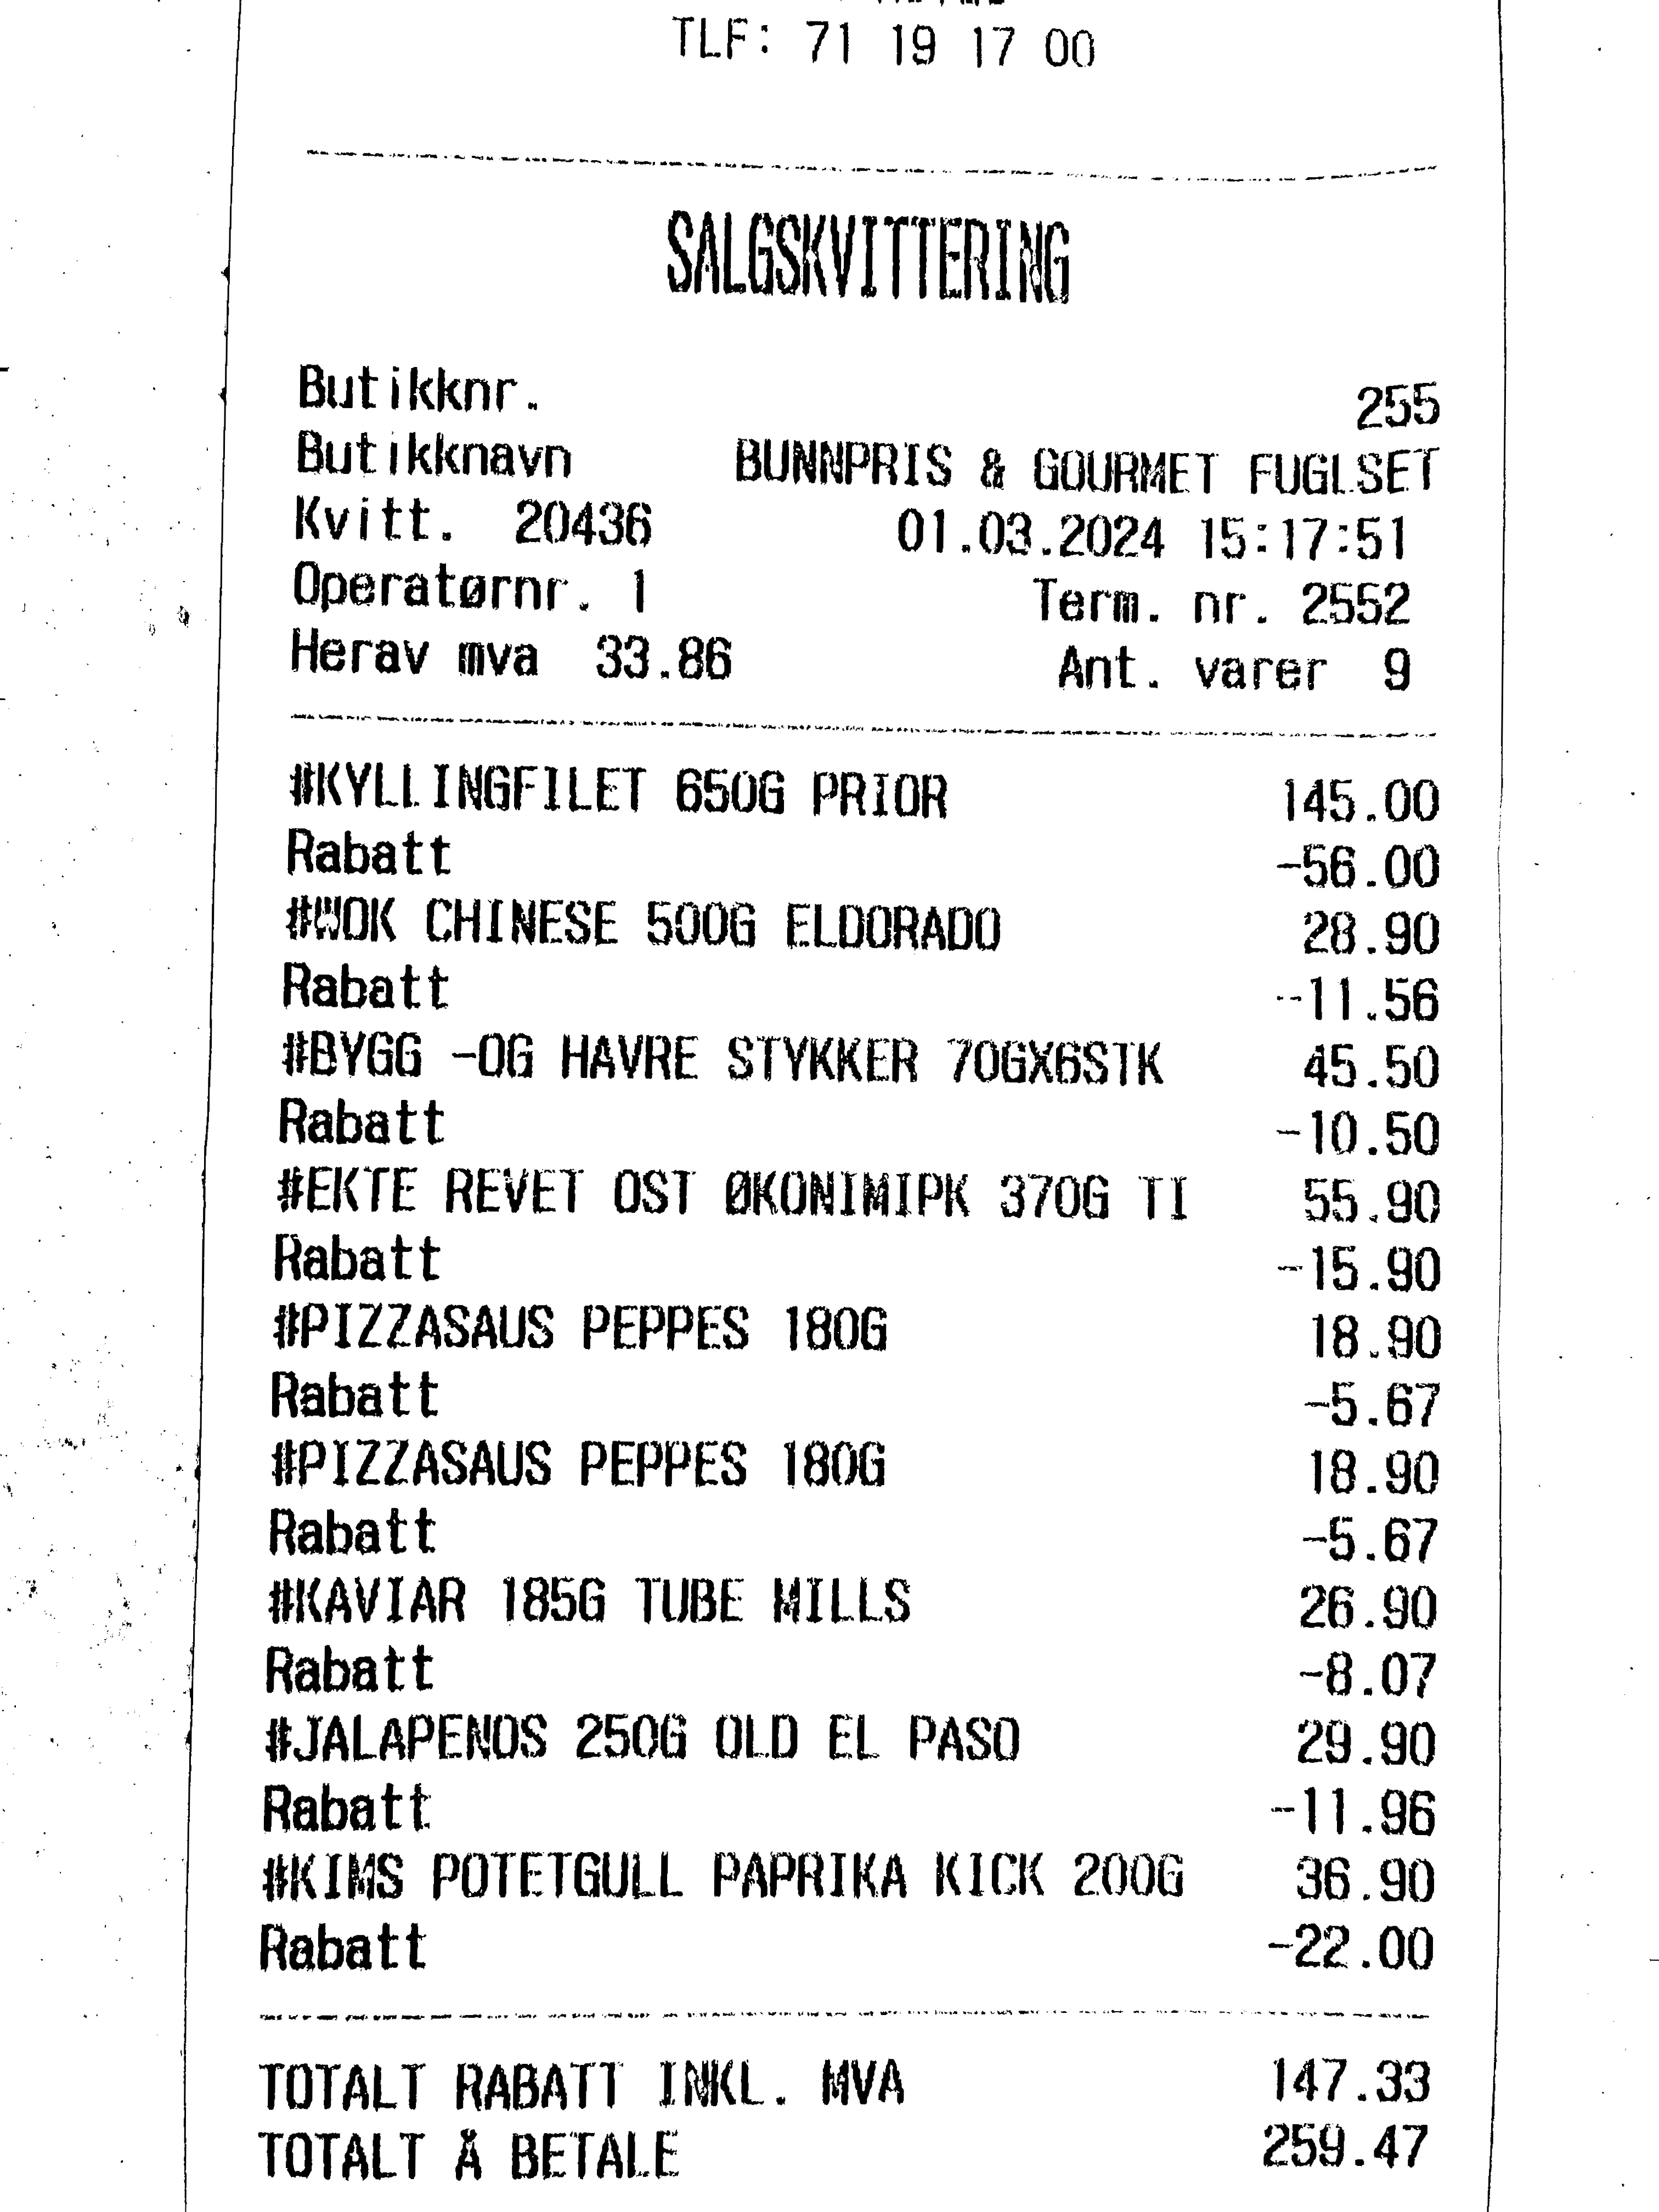 TLF: 71 19 17 00
SALGSKVITTERING
Butikknr. 255
Butikknavn BUNNPRIS & GOURMET FUGLSET
Kvitt. 20436 01.03.2024 15:17:51
Operatørnr. 1 Term. nr. 2552
Herav mva 33.86 Ant. varer 9
#KYLLINGFILET 650G PRIOR 145.00
Rabatt -56.00
#WOK CHINESE 500G ELDORADO 28.90
Rabatt -11.56
#BYGG -OG HAVRE STYKKER 70GX6STK 45.50
Rabatt -10.50
#EKTE REVET OST ØKONIMIPK 370G TI 55.90
Rabatt -15.90
#PIZZASAUS PEPPES 180G 18.90
Rabatt -5.67
#PIZZASAUS PEPPES 180G 18.90
Rabatt -5.67
#KAVIAR 185G TUBE MILLS 26.90
Rabatt -8.07
#JALAPENOS 250G OLD EL PASO 29.90
Rabatt -11.96
#KIMS POTETGULL PAPRIKA KICK 200G 36.90
Rabatt -22.00
TOTALT RABATT INKL. MVA 147.33
TOTALT Å BETALE 259.47